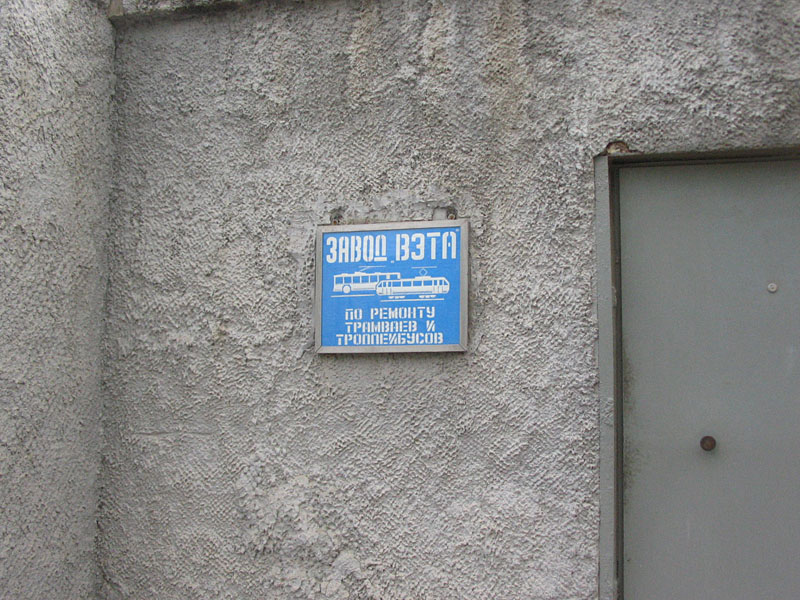 ЗАВОД ВЭТА
ПО РЕМОНТУ
ТРАМВАЕВ И
ТРОЛЛЕЙБУСОВ